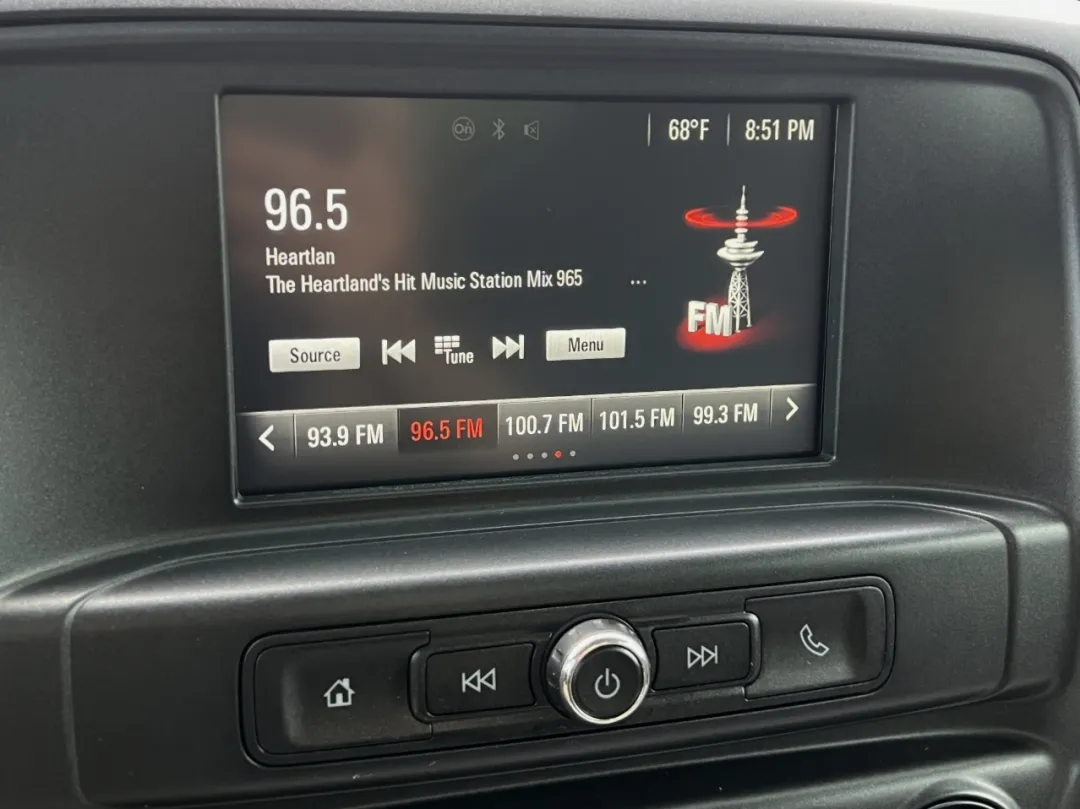 On
68°F
8:51 PM
96.5
Heartlan
The Heartland's Hit Music Station Mix 965 ...
FM
Source
Tune
Menu
93.9 FM
96.5 FM
100.7 FM
101.5 FM
99.3 FM